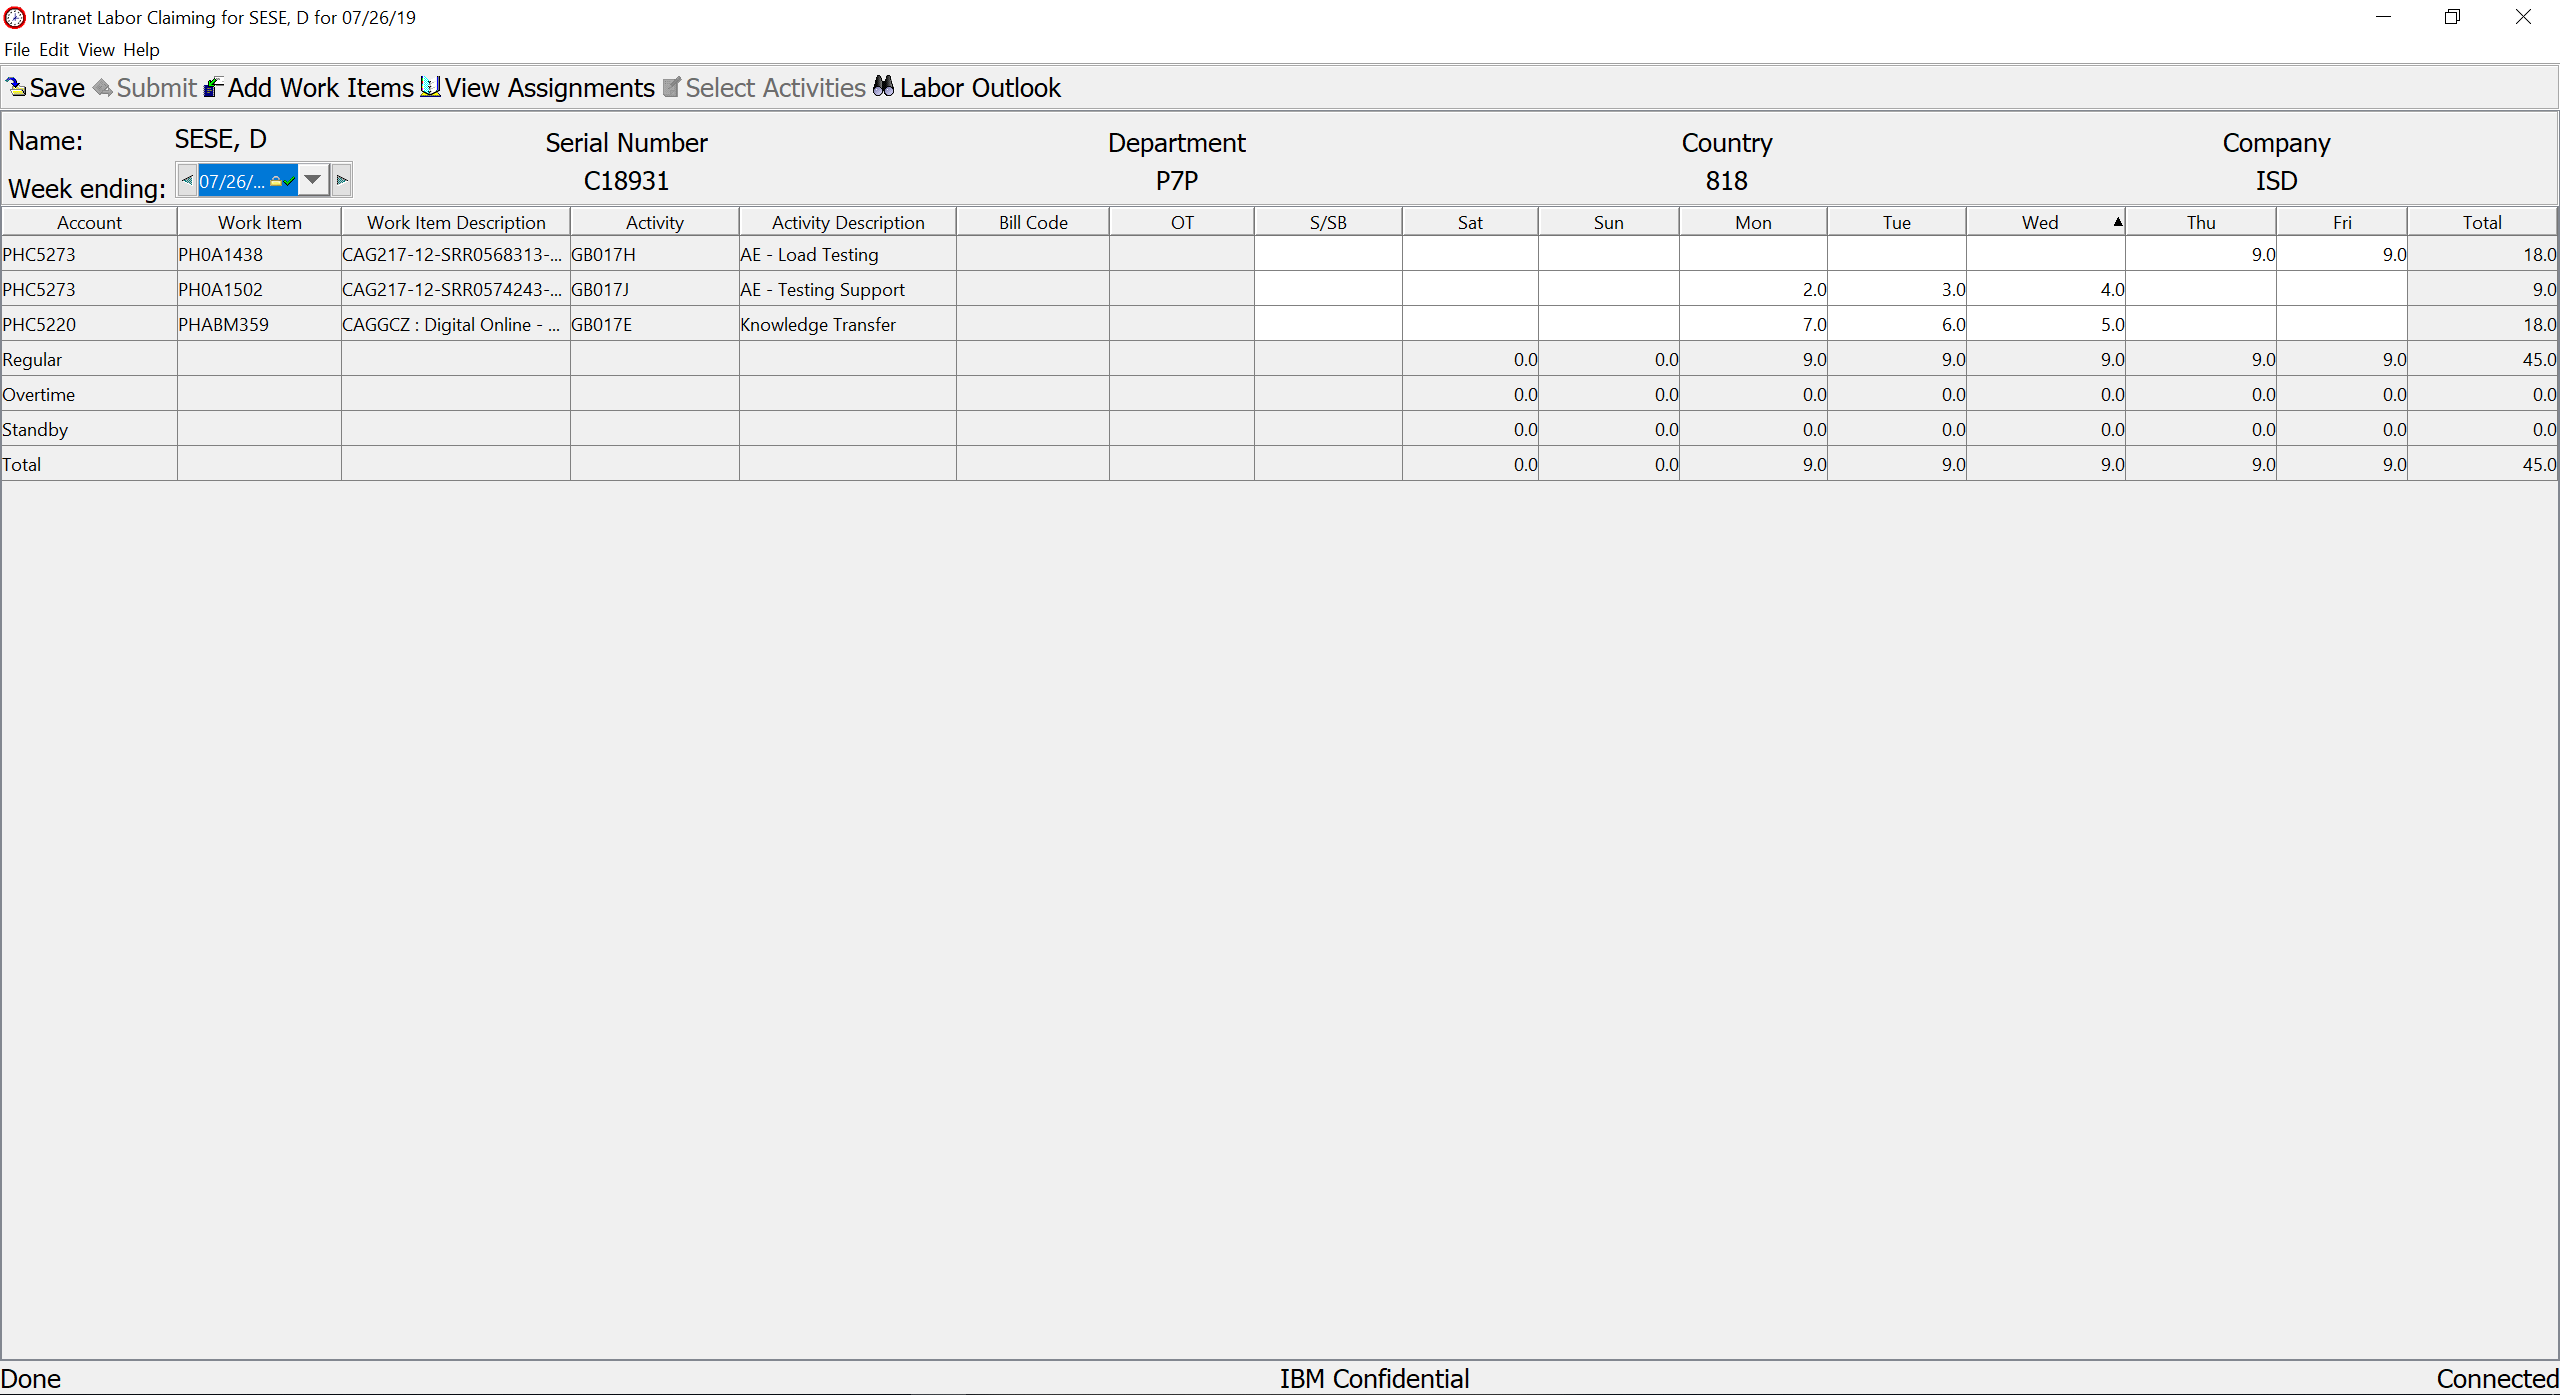 Intranet Labor Claiming for SESE, D for 07/26/19
File Edit View Help
Save Submit Add Work Items View Assignments Select Activities Labor Outlook
Name: SESE, D Serial Number Department Country Company
Week ending: 07/26/... C18931 P7P 818 ISD
Account Work Item Work Item Description Activity Activity Description Bill Code OT S/SB Sat Sun Mon Tue Wed Thu Fri Total
PHC5273 PH0A1438 CAG217-12-SRR0568313-... GB017H AE - Load Testing 9.0 9.0 18.0
PHC5273 PH0A1502 CAG217-12-SRR0574243-... GB017J AE - Testing Support 2.0 3.0 4.0 9.0
PHC5220 PHABM359 CAGGCZ : Digital Online - ... GB017E Knowledge Transfer 7.0 6.0 5.0 18.0
Regular 0.0 0.0 9.0 9.0 9.0 9.0 9.0 45.0
Overtime 0.0 0.0 0.0 0.0 0.0 0.0 0.0 0.0
Standby 0.0 0.0 0.0 0.0 0.0 0.0 0.0 0.0
Total 0.0 0.0 9.0 9.0 9.0 9.0 9.0 45.0
Done IBM Confidential Connected